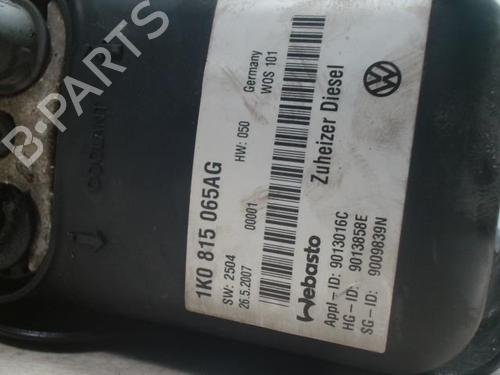 B-PARTS
COOLANT
1K0 815 065AG
HW: 050
Germany
SW: 2504
00001
WOS 101
26.5.2007
Webasto
Zuheizer Diesel
Appl-ID: 9013016C
HG-ID: 9013858E
SG-ID: 9009839N